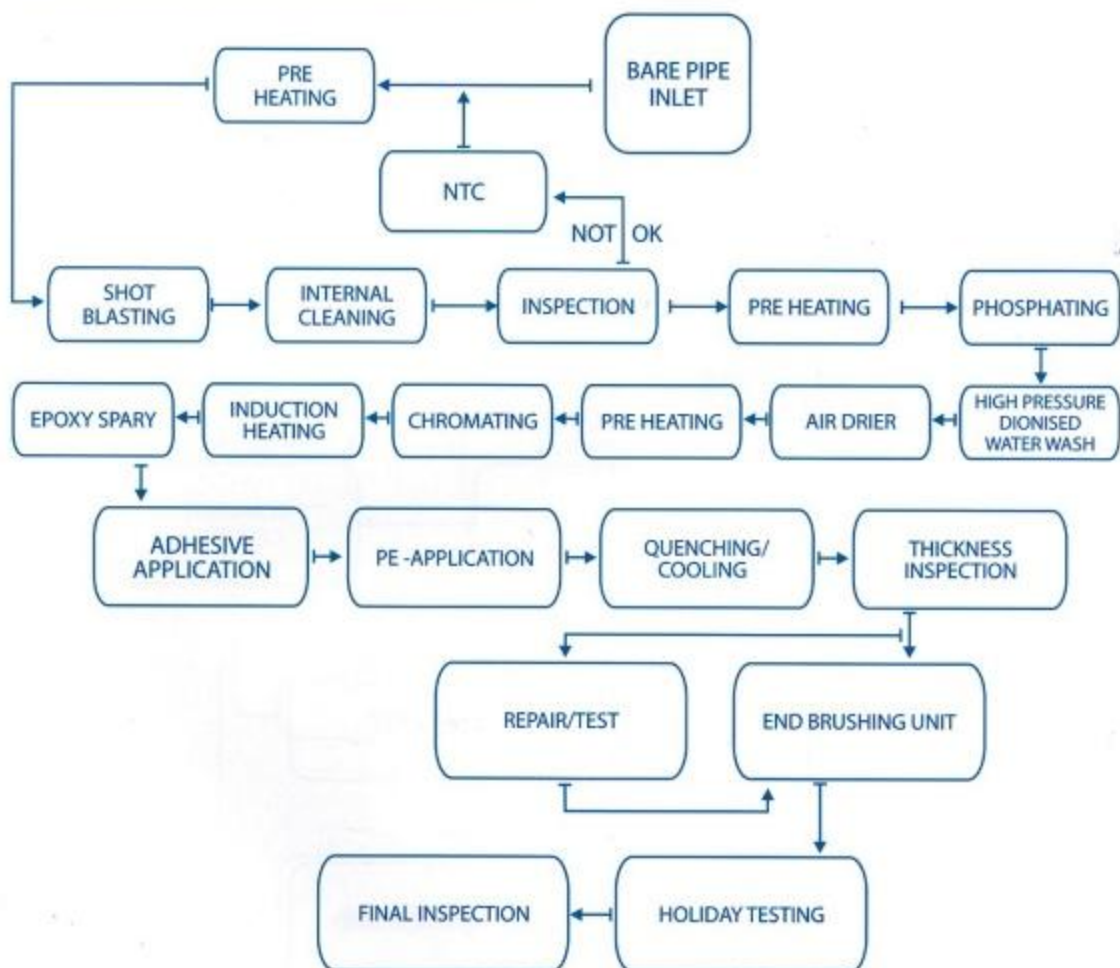 PRE
HEATING
BARE PIPE
INLET
NTC
NOT OK
SHOT
BLASTING
INTERNAL
CLEANING
INSPECTION
PRE HEATING
PHOSPHATING
EPOXY SPARY
INDUCTION
HEATING
CHROMATING
PRE HEATING
AIR DRIER
HIGH PRESSURE
DIONISED
WATER WASH
ADHESIVE
APPLICATION
PE -APPLICATION
QUENCHING/
COOLING
THICKNESS
INSPECTION
REPAIR/TEST
END BRUSHING UNIT
FINAL INSPECTION
HOLIDAY TESTING